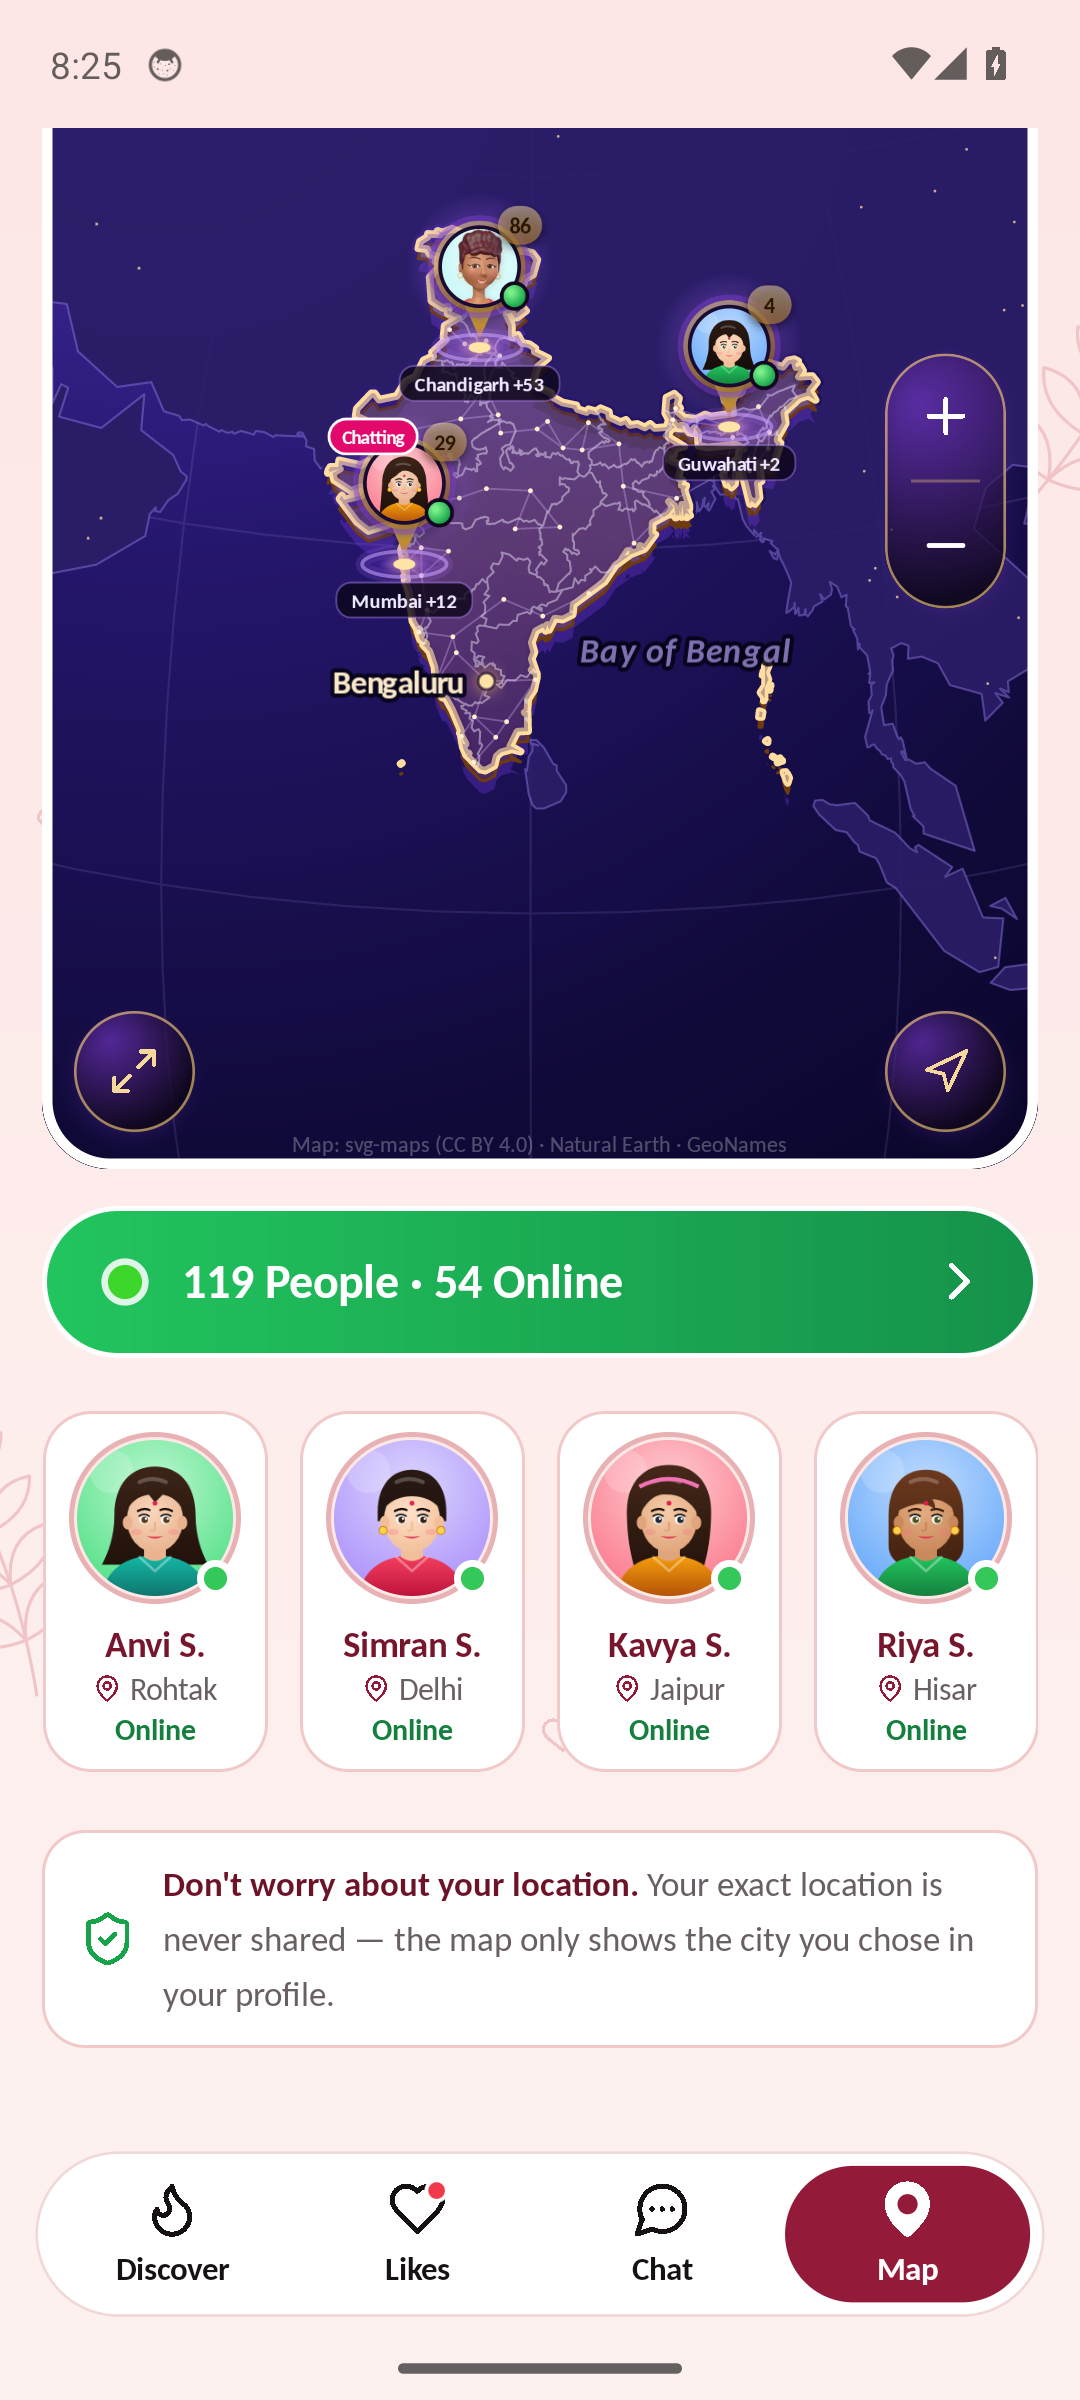 8:25
86
4
Chandigarh +53
Chatting
29
Guwahati +2
Mumbai +12
Bay of Bengal
Bengaluru
Map: svg-maps (CC BY 4.0) · Natural Earth · GeoNames
119 People · 54 Online
Anvi S.
Rohtak
Online
Simran S.
Delhi
Online
Kavya S.
Jaipur
Online
Riya S.
Hisar
Online
Don't worry about your location. Your exact location is
never shared — the map only shows the city you chose in
your profile.
Discover
Likes
Chat
Map